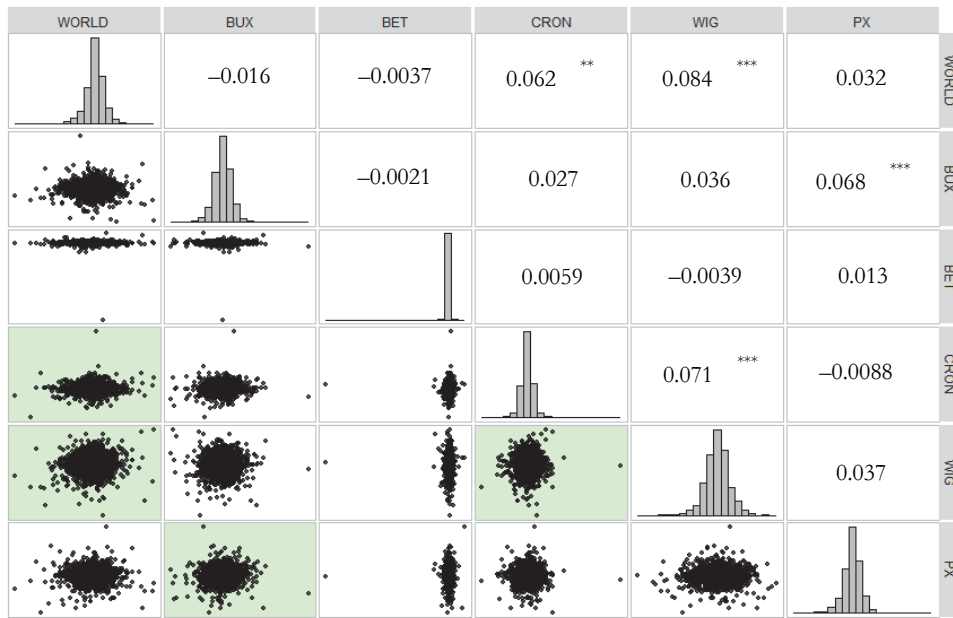 WORLD BUX BET CRON WIG PX
−0.016 −0.0037 0.062 ** 0.084 *** 0.032 WORLD
−0.0021 0.027 0.036 0.068 *** BUX
0.0059 −0.0039 0.013 BET
0.071 *** −0.0088 CRON
0.037 WIG
PX